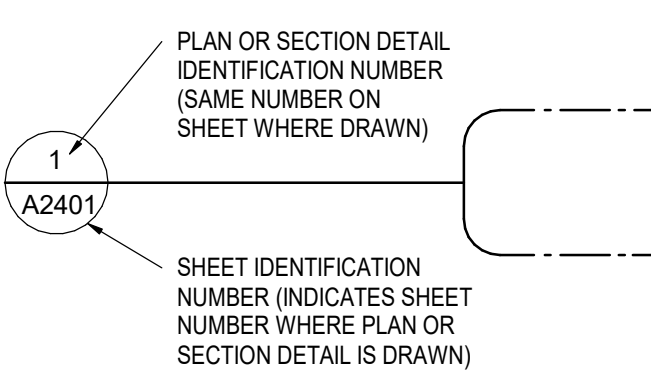 PLAN OR SECTION DETAIL
IDENTIFICATION NUMBER
(SAME NUMBER ON
SHEET WHERE DRAWN)
1
A2401
SHEET IDENTIFICATION
NUMBER (INDICATES SHEET
NUMBER WHERE PLAN OR
SECTION DETAIL IS DRAWN)